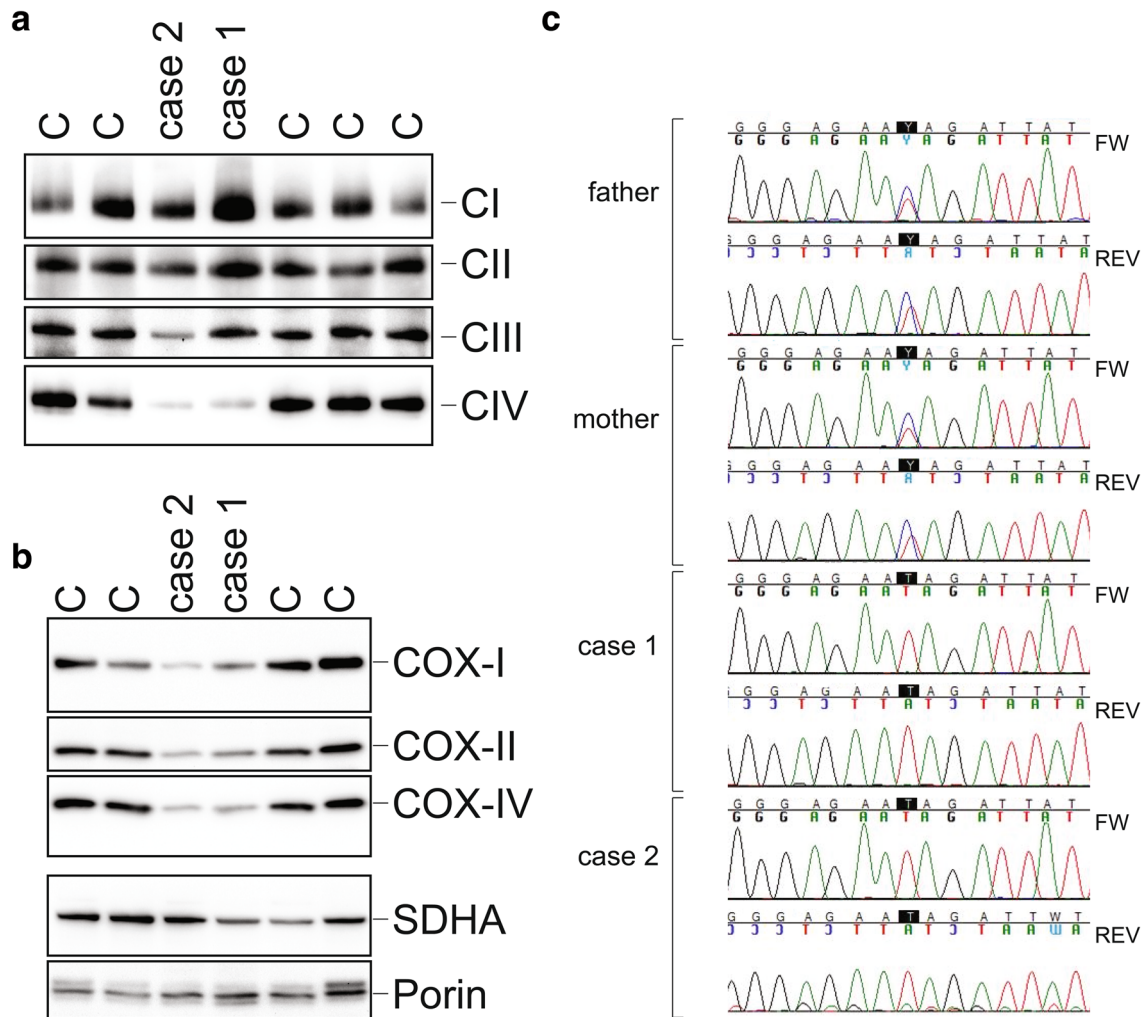 a
C C case 2 case 1 C C C
CI
CII
CIII
CIV
b
C C case 2 case 1 C C
COX-I
COX-II
COX-IV
SDHA
Porin
c
father
G G G A G A A Y A G A T T A T
G G G A G A A Y A G A T T A T
FW
G G G A G A A Y A G A T T A T
REV
mother
G G G A G A A Y A G A T T A T
G G G A G A A Y A G A T T A T
FW
G G G A G A A Y A G A T T A T
REV
case 1
G G G A G A A T A G A T T A T
G G G A G A A T A G A T T A T
FW
G G A G A A T A G A T T A T
REV
case 2
G G G A G A A T A G A T T A T
G G G A G A A T A G A T T A T
FW
G G G A G A A T A G A T T W T
REV